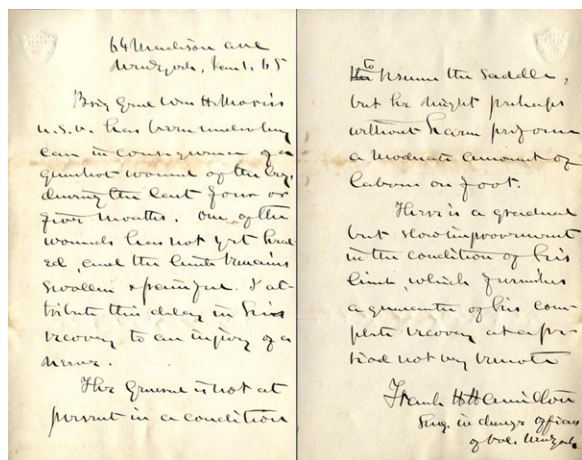 64 Madison ave
New York, Jan 1. 65
Brig Genl Wm H. Morris
U.S.V. has been under my
care in consequence of a
gunshot wound of the leg,
during the last four or
five months. One of the
wounds has not yet heal-
ed, and the limb remains
swollen & painful. I at-
tribute this delay in his
recovery to an injury of a
nerve.
The General is not at
present in a condition
to
resume the saddle,
but he might perhaps
without harm perform
a moderate amount of
labour on foot.
There is a gradual
but slow improvement
in the condition of his
limb, which furnishes
a guarantee of his com-
plete recovery at a pe-
riod not very remote
Frank H Hamilton
Surg. in charge officers
of vols. New York